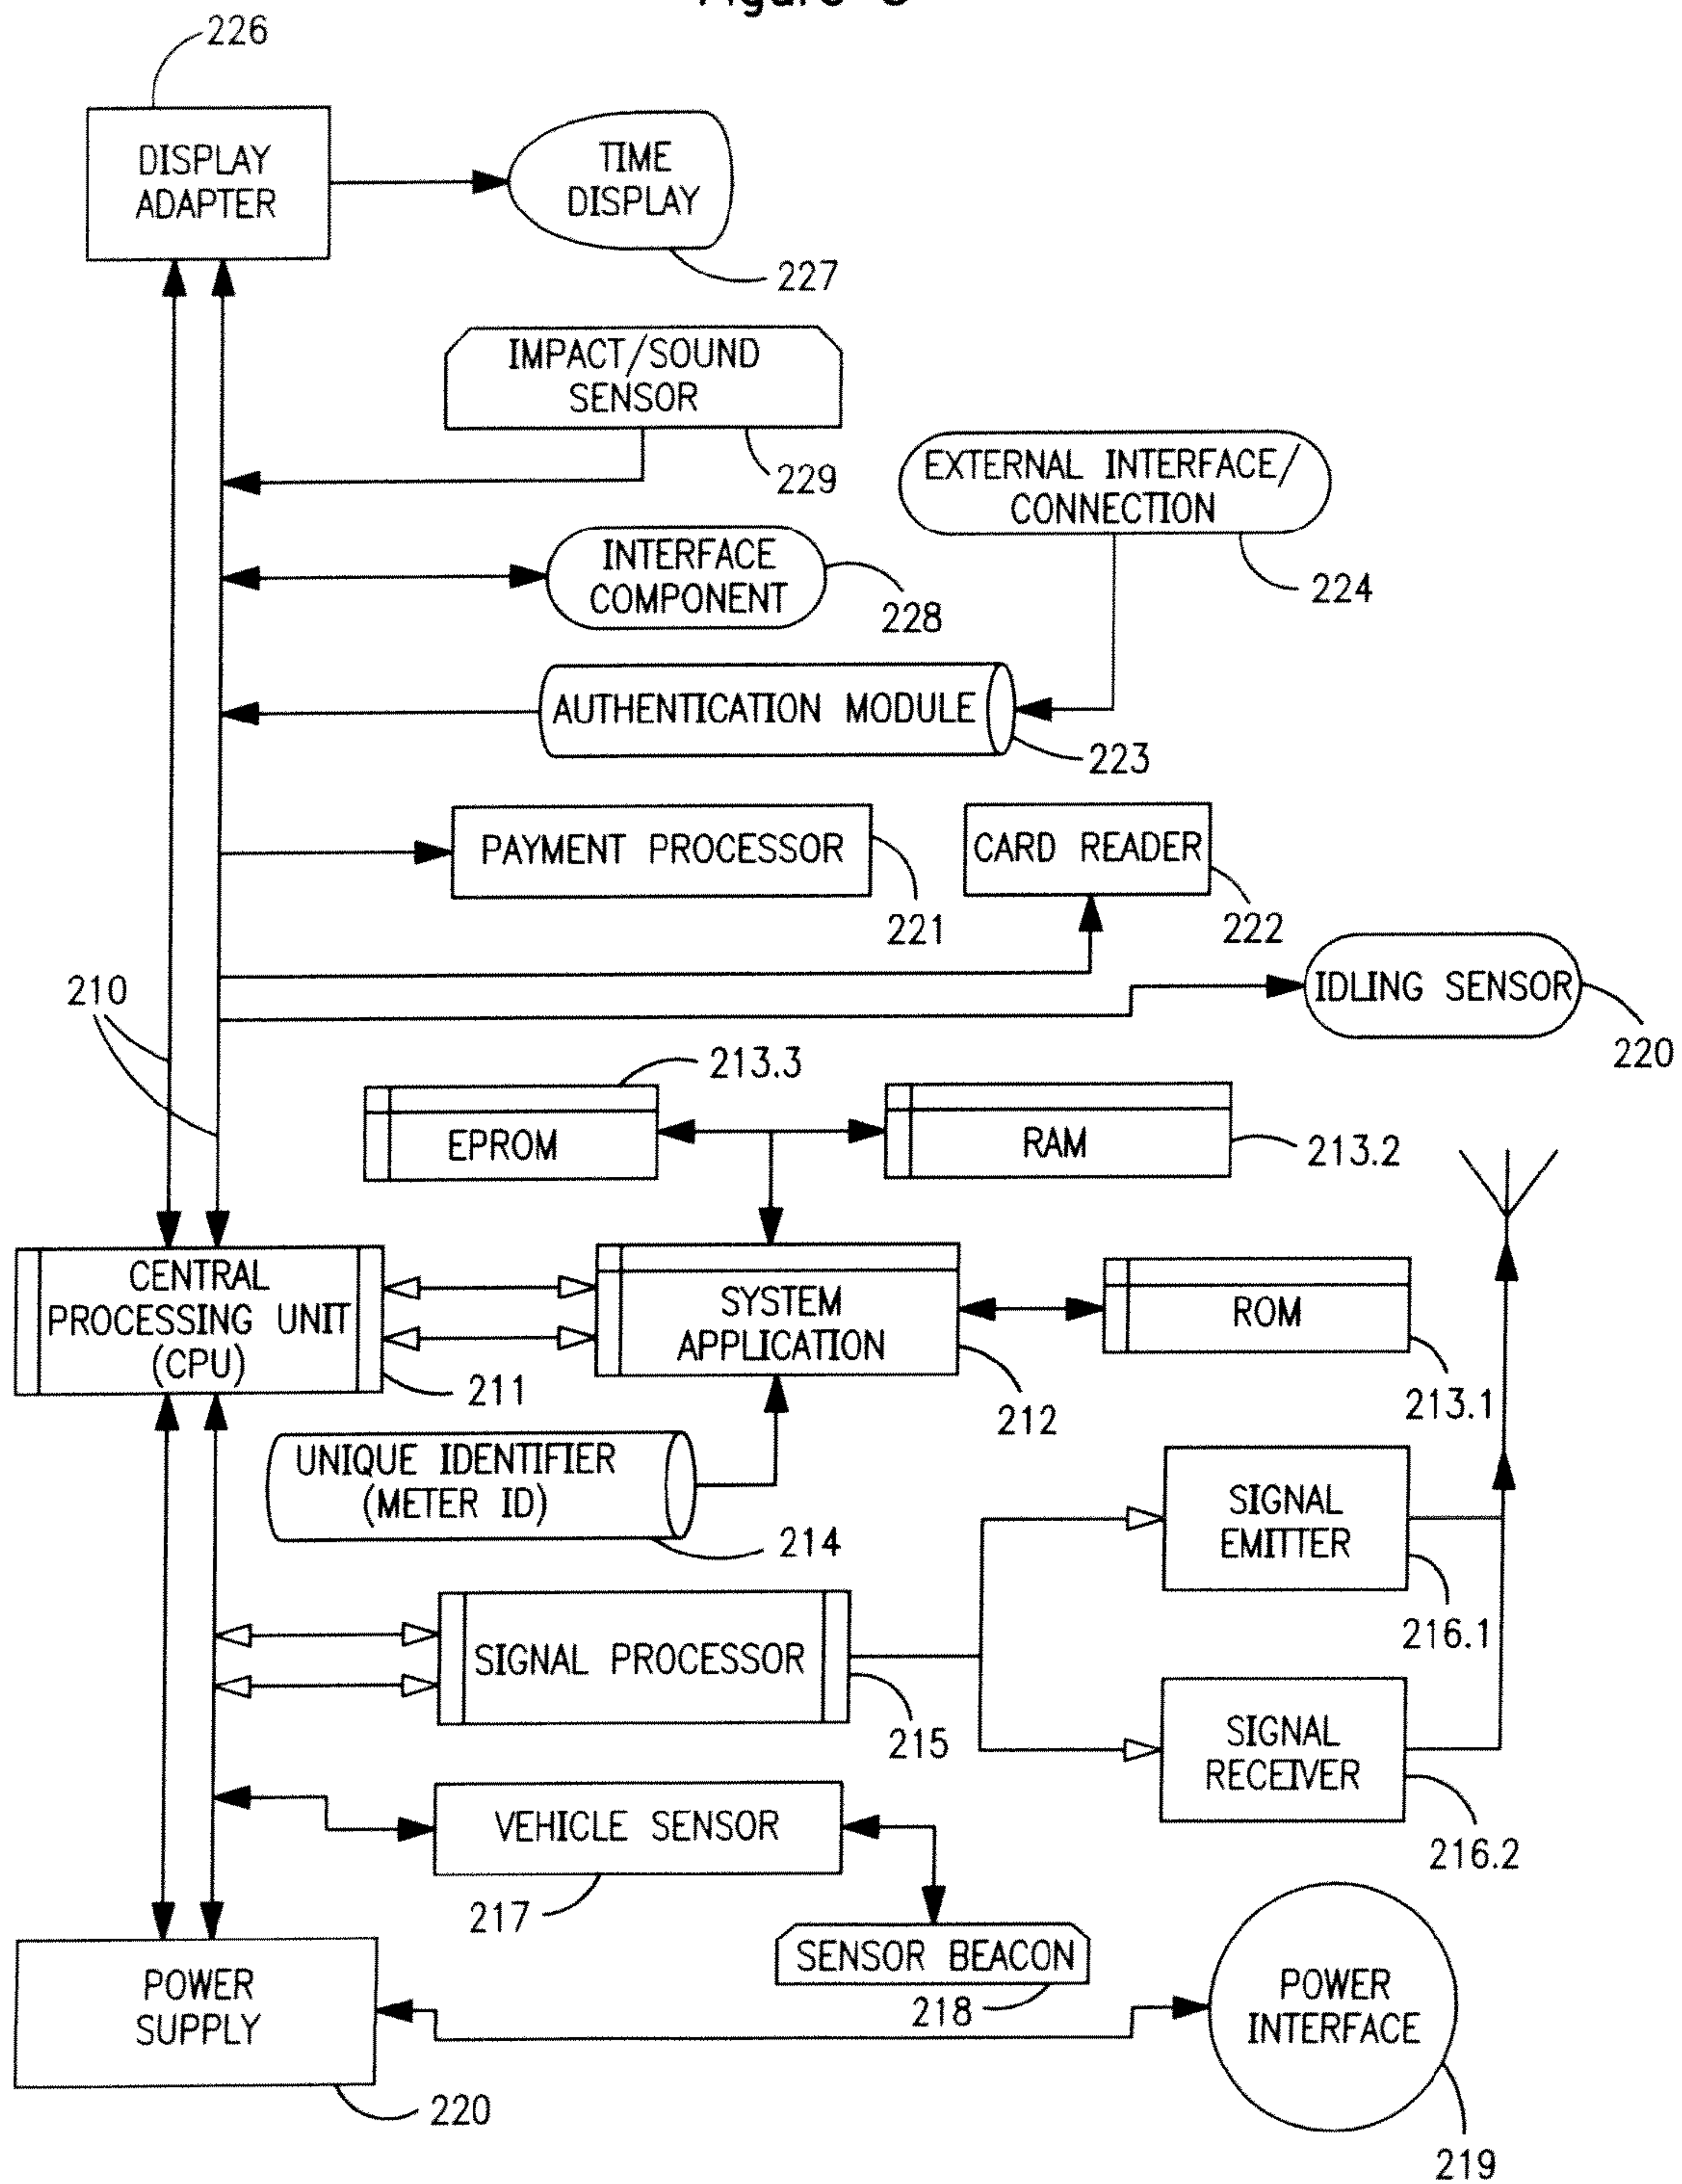 226
DISPLAY
ADAPTER
TIME
DISPLAY
227
IMPACT/SOUND
SENSOR
229
EXTERNAL INTERFACE/
CONNECTION
224
INTERFACE
COMPONENT
228
AUTHENTICATION MODULE
223
PAYMENT PROCESSOR
221
CARD READER
222
210
IDLING SENSOR
220
213.3
EPROM
RAM
213.2
CENTRAL
PROCESSING UNIT
(CPU)
211
SYSTEM
APPLICATION
212
ROM
213.1
UNIQUE IDENTIFIER
(METER ID)
214
SIGNAL
EMITTER
216.1
SIGNAL PROCESSOR
215
SIGNAL
RECEIVER
216.2
VEHICLE SENSOR
217
SENSOR BEACON
218
POWER
SUPPLY
220
POWER
INTERFACE
219